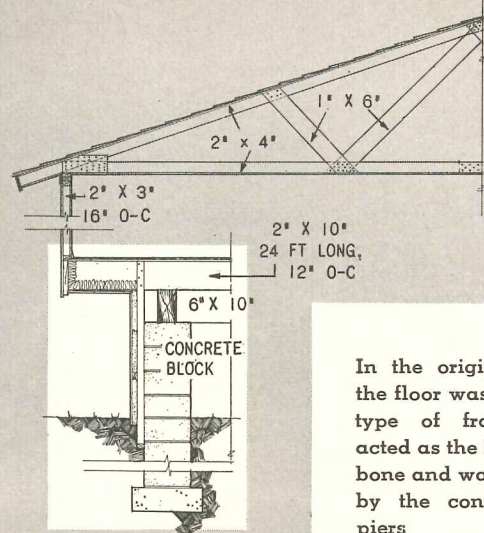 1" X 6"
2" x 4"
2" X 3"
16" O-C
2" X 10"
24 FT LONG,
12" O-C
6" X 10"
CONCRETE
BLOCK
In the origi
the floor was
type of fra
acted as the
bone and wa
by the con
piers